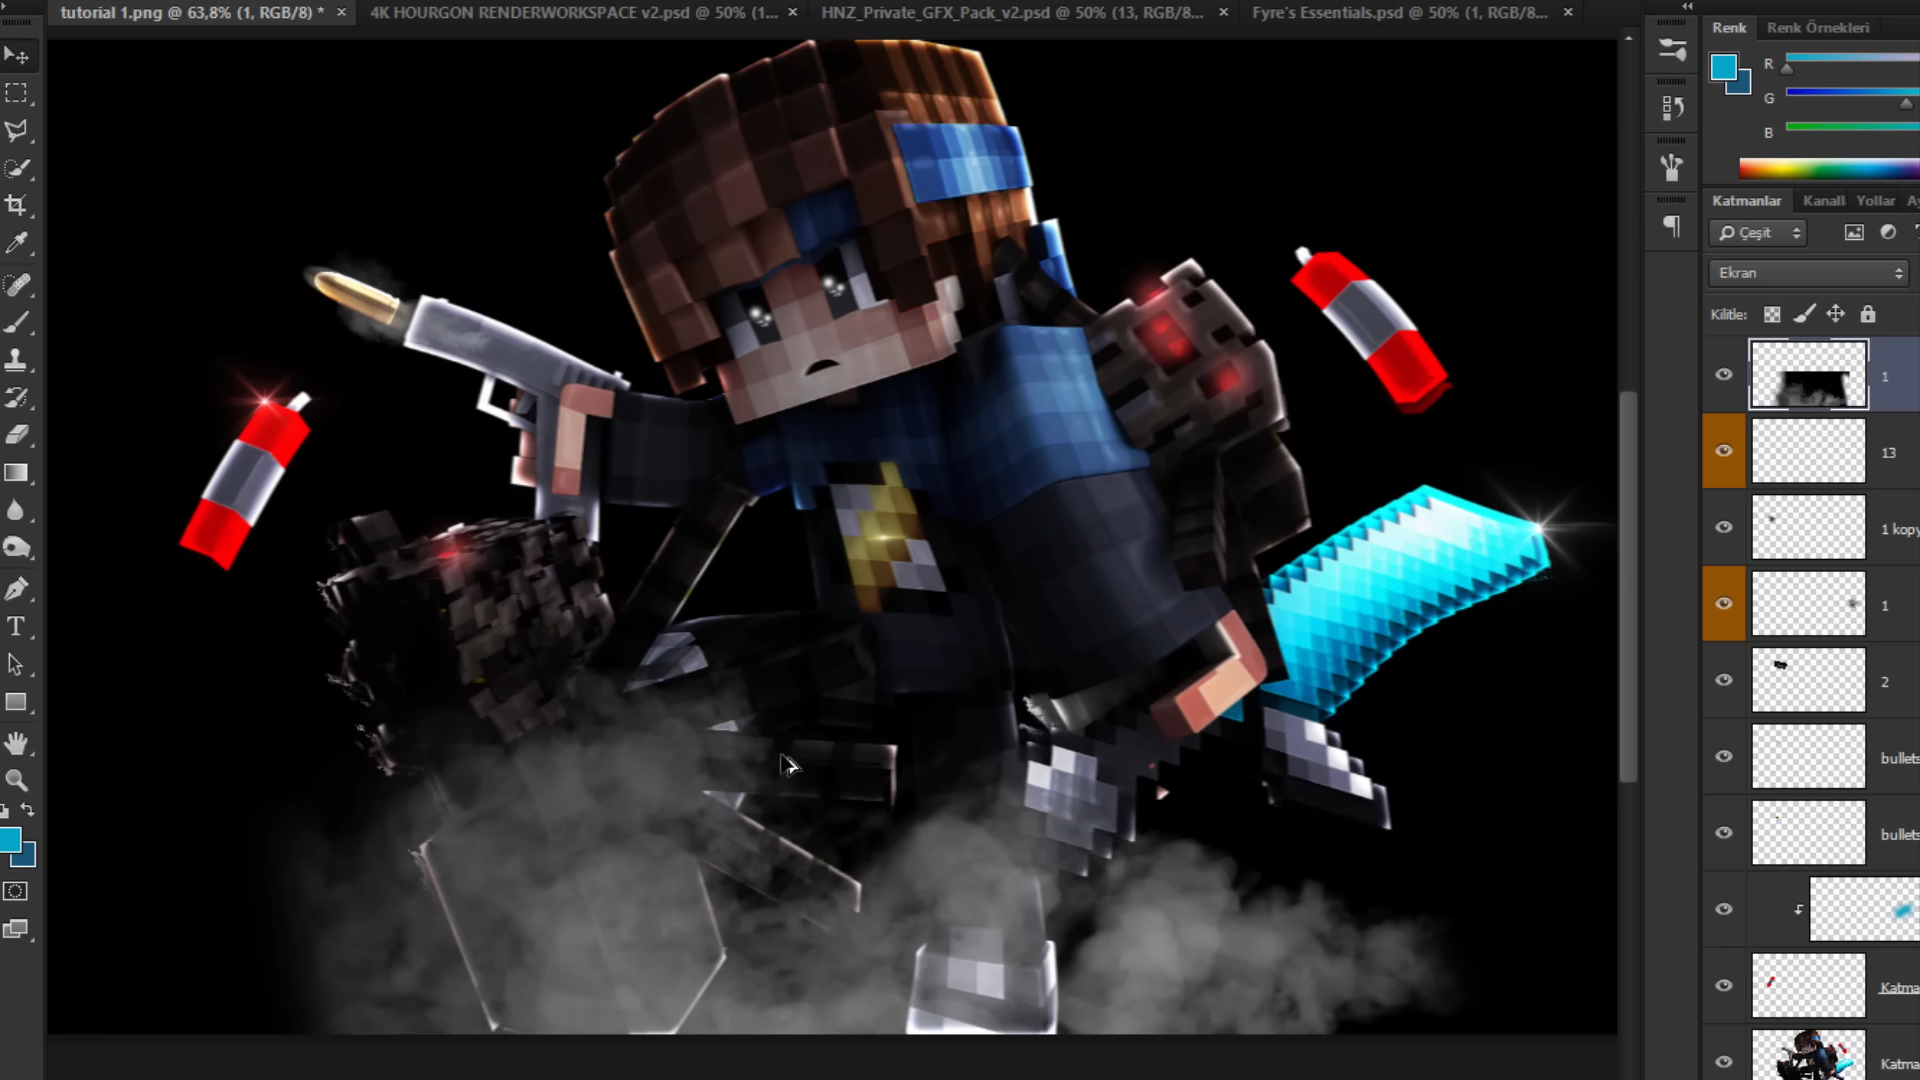 tutorial 1.png @ 63,8% (1, RGB/8) *
4K HOURGON RENDERWORKSPACE v2.psd @ 50% (1...
HNZ_Private_GFX_Pack_v2.psd @ 50% (13, RGB/8...
Fyre's Essentials.psd @ 50% (1, RGB/8...
Renk
Renk Örnekleri
R
G
B
Katmanlar
Kanall
Yollar
Ay
Çeşit
Ekran
Kilitle:
1
13
1 kopy
1
2
bullets
bullets
Katma
Katma